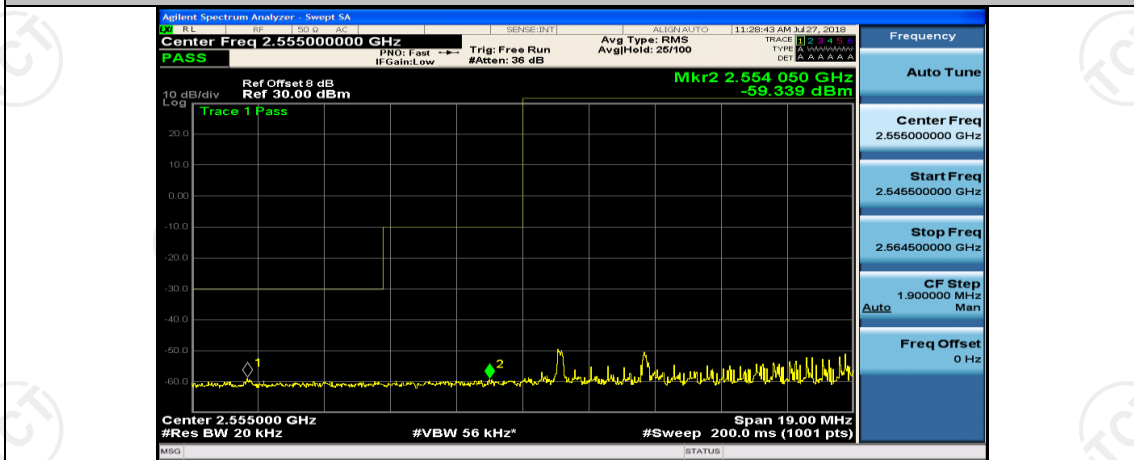 Agilent Spectrum Analyzer - Swept SA
LXI RL RF 50 Ω AC SENSE:INT ALIGN AUTO 11:28:43 AM Jul 27, 2018
Center Freq 2.555000000 GHz
PASS
PNO: Fast
IFGain:Low
Trig: Free Run
#Atten: 36 dB
Avg Type: RMS
Avg|Hold: 25/100
TRACE 1 2 3 4 5 6
TYPE A WWWWW
DET A A A A A A
Mkr2 2.554 050 GHz
-59.339 dBm
Ref Offset 8 dB
10 dB/div Ref 30.00 dBm
Log
Trace 1 Pass
20.0
10.0
0.00
-10.0
-20.0
-30.0
-40.0
-50.0
-60.0
1
2
Center 2.555000 GHz Span 19.00 MHz
#Res BW 20 kHz #VBW 56 kHz* #Sweep 200.0 ms (1001 pts)
MSG STATUS
Frequency
Auto Tune
Center Freq
2.555000000 GHz
Start Freq
2.545500000 GHz
Stop Freq
2.564500000 GHz
CF Step
1.900000 MHz
Auto Man
Freq Offset
0 Hz